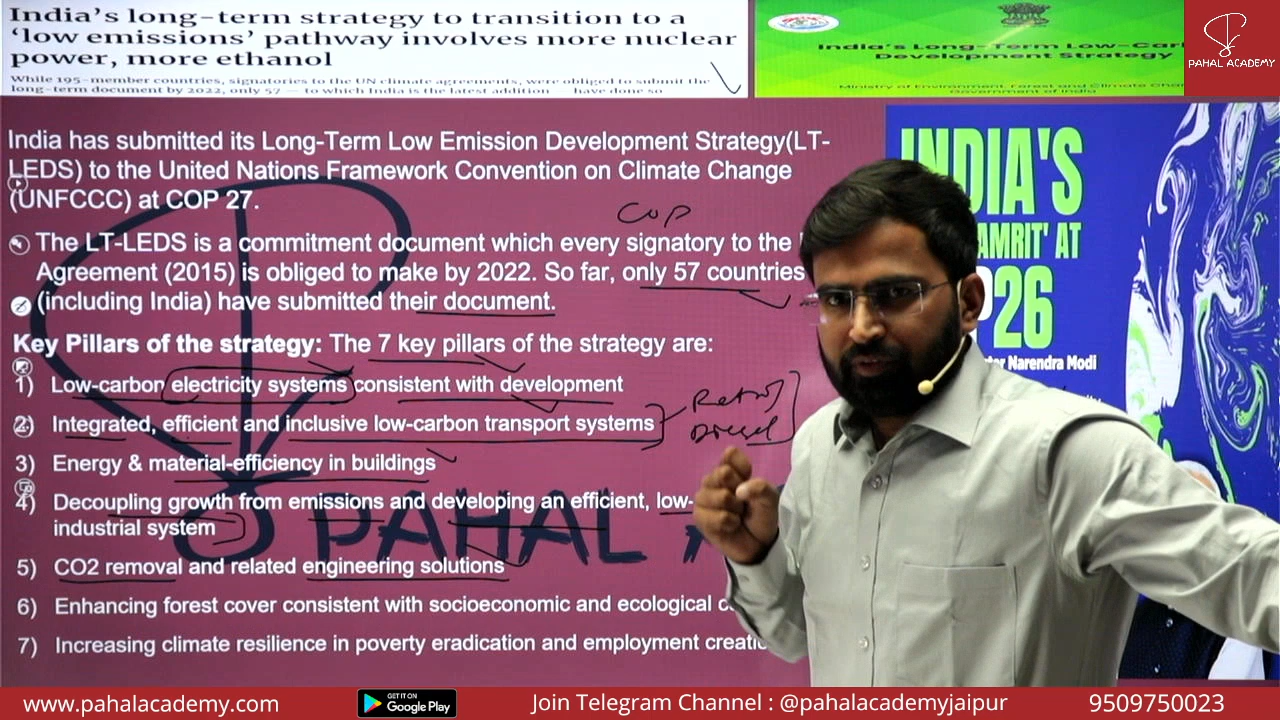 India's long-term strategy to transition to a
'low emissions' pathway involves more nuclear
power, more ethanol
While 195-member countries, signatories to the UN climate agreements, were obliged to submit the
long-term document by 2022, only 57 — to which India is the latest addition — have done so
India's Long-Term Low-Car
Development Strategy
Ministry of Environment Forest and Climate Chan
Government of India
PAHAL ACADEMY
India has submitted its Long-Term Low Emission Development Strategy(LT-
LEDS) to the United Nations Framework Convention on Climate Change
(UNFCCC) at COP 27.
COP
The LT-LEDS is a commitment document which every signatory to the
Agreement (2015) is obliged to make by 2022. So far, only 57 countries
(including India) have submitted their document.
Key Pillars of the strategy: The 7 key pillars of the strategy are:
1) Low-carbon electricity systems consistent with development
2) Integrated, efficient and inclusive low-carbon transport systems
Diesel
3) Energy & material-efficiency in buildings
4) Decoupling growth from emissions and developing an efficient, low-
industrial system
5) CO2 removal and related engineering solutions
6) Enhancing forest cover consistent with socioeconomic and ecological
7) Increasing climate resilience in poverty eradication and employment creatio
PAHAL
INDIA'S
AMRIT' AT
P26
ter Narendra Modi
www.pahalacademy.com
GET IT ON
Google Play
Join Telegram Channel : @pahalacademyjaipur
9509750023